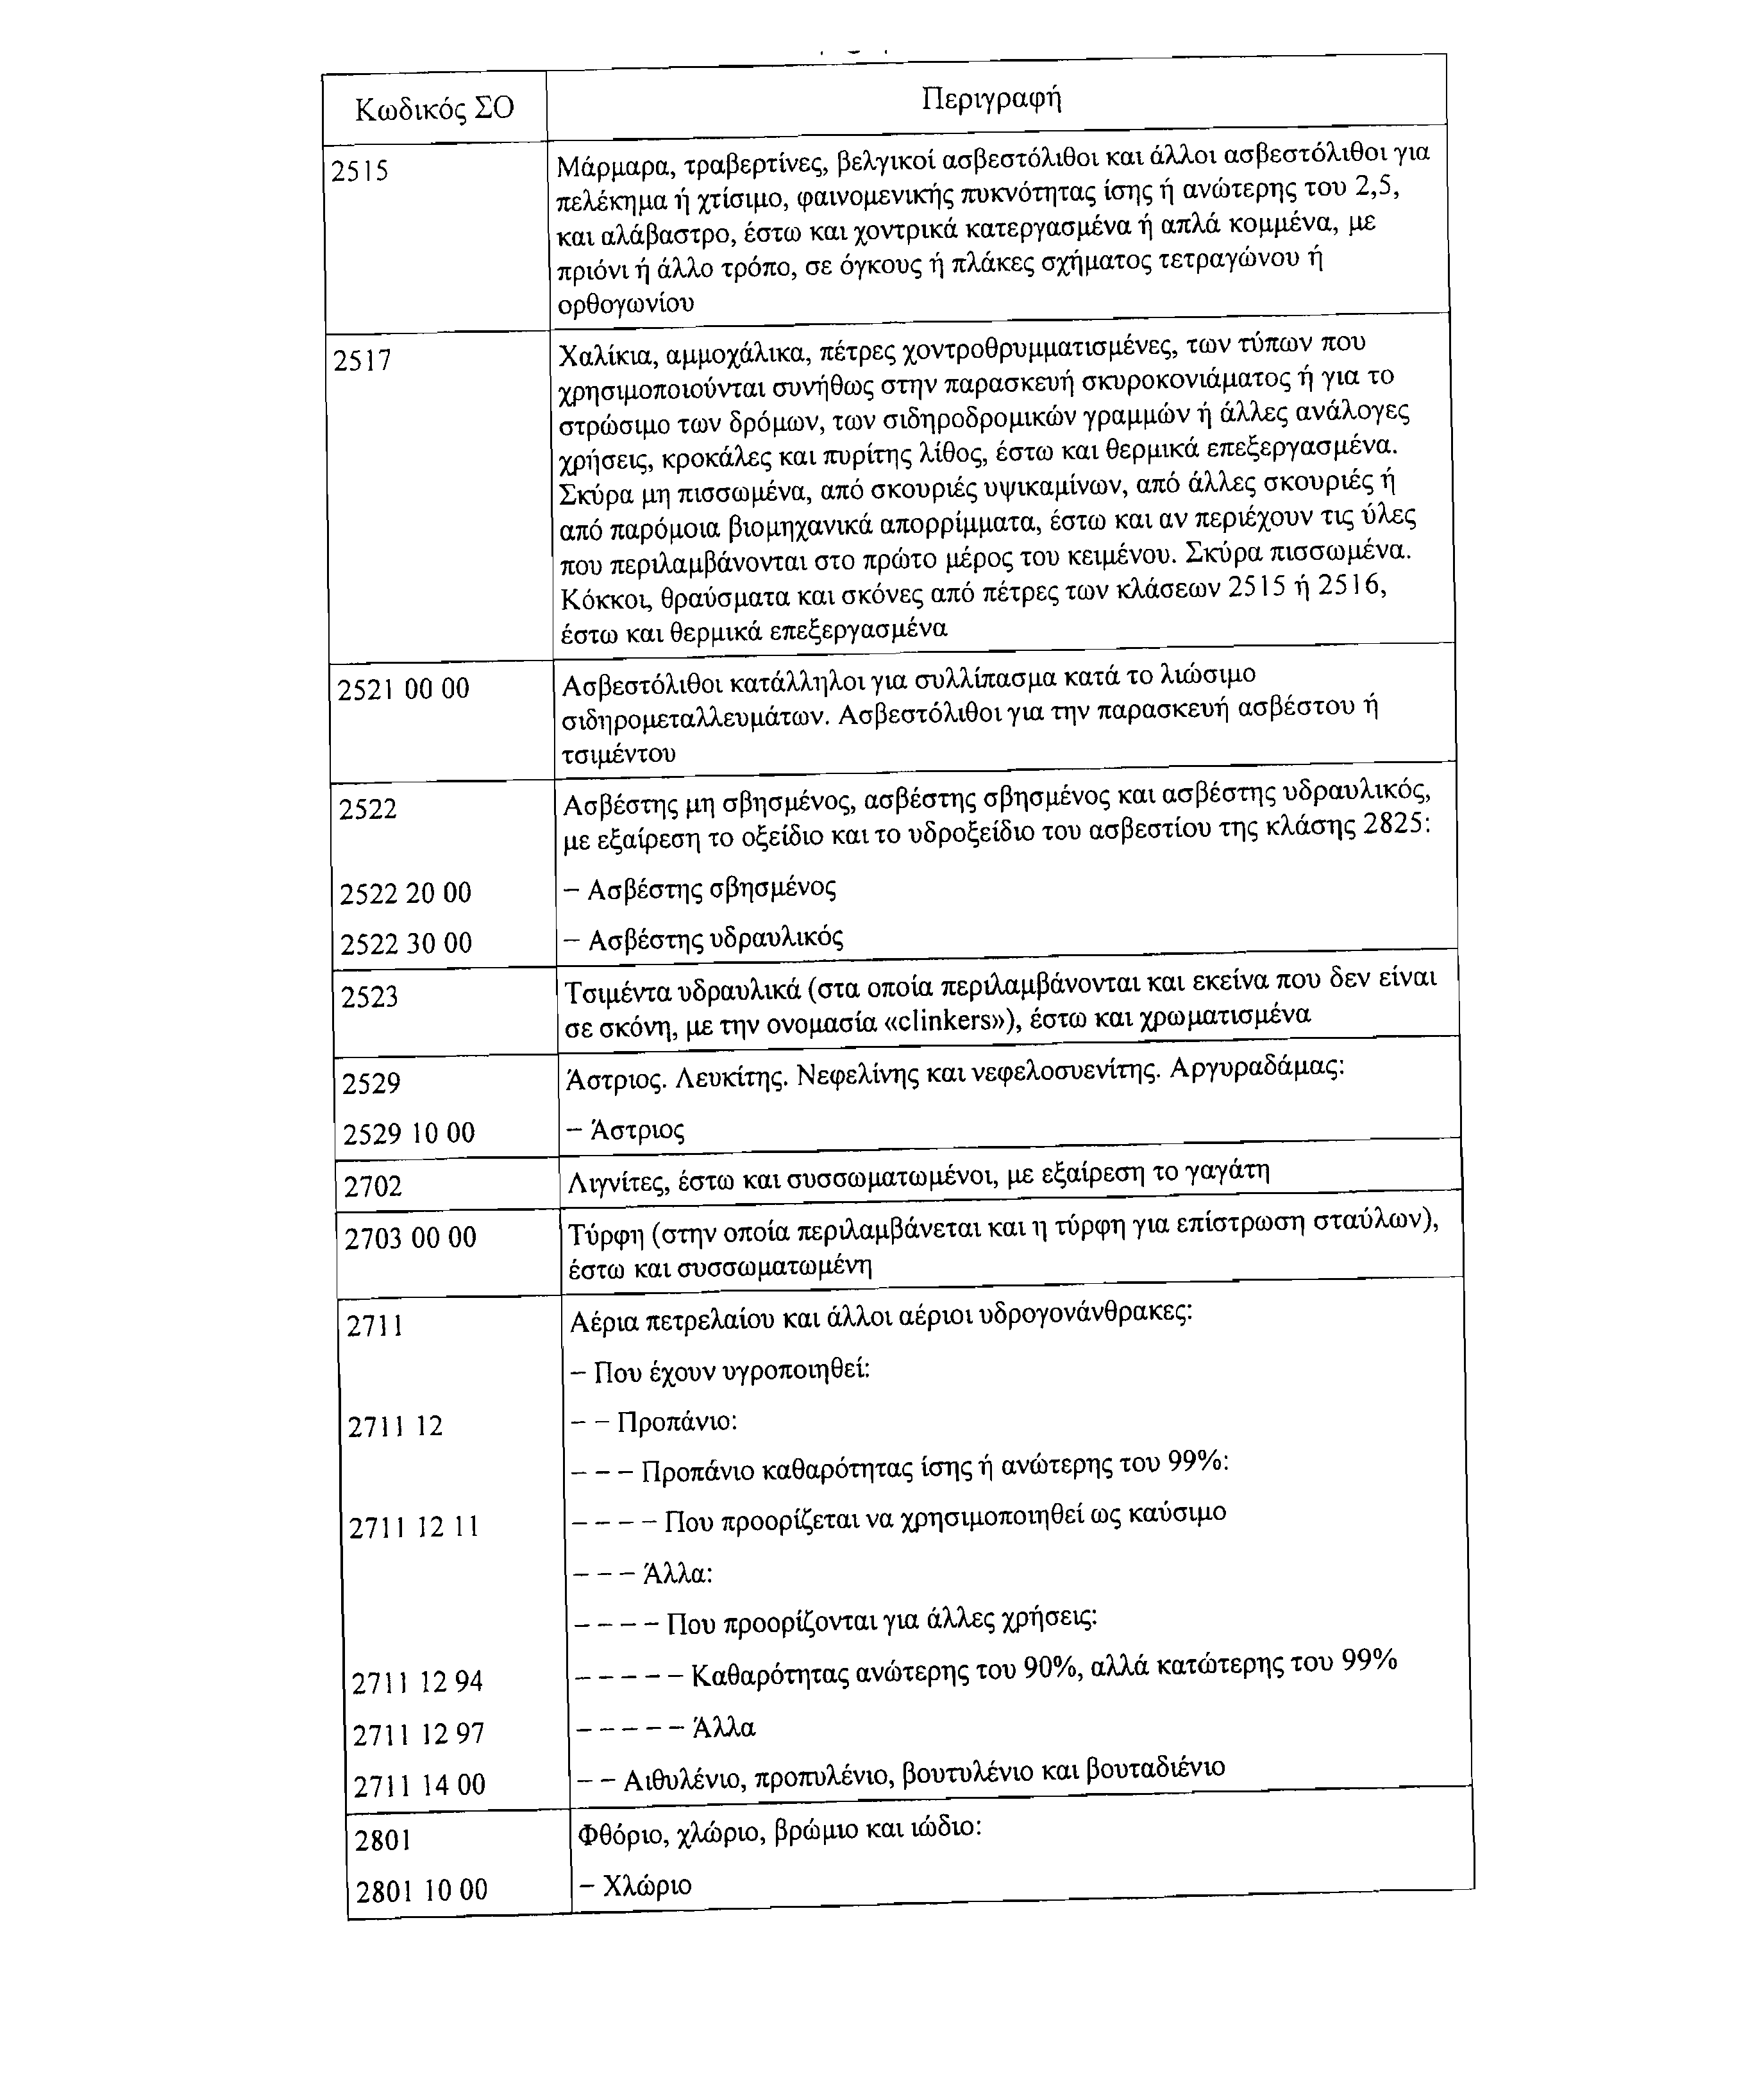 Κωδικός ΣΟ Περιγραφή
2515 Μάρμαρα, τραβερτίνες, βελγικοί ασβεστόλιθοι και άλλοι ασβεστόλιθοι για
πελέκημα ή χτίσιμο, φαινομενικής πυκνότητας ίσης ή ανώτερης του 2,5,
και αλάβαστρο, έστω και χοντρικά κατεργασμένα ή απλά κομμένα, με
πριόνι ή άλλο τρόπο, σε όγκους ή πλάκες σχήματος τετραγώνου ή
ορθογωνίου
2517 Χαλίκια, αμμοχάλικα, πέτρες χοντροθρυμματισμένες, των τύπων που
χρησιμοποιούνται συνήθως στην παρασκευή σκυροκονιάματος ή για το
στρώσιμο των δρόμων, των σιδηροδρομικών γραμμών ή άλλες ανάλογες
χρήσεις, κροκάλες και πυρίτης λίθος, έστω και θερμικά επεξεργασμένα.
Σκύρα μη πισσωμένα, από σκουριές υψικαμίνων, από άλλες σκουριές ή
από παρόμοια βιομηχανικά απορρίμματα, έστω και αν περιέχουν τις ύλες
που περιλαμβάνονται στο πρώτο μέρος του κειμένου. Σκύρα πισσωμένα.
Κόκκοι, θραύσματα και σκόνες από πέτρες των κλάσεων 2515 ή 2516,
έστω και θερμικά επεξεργασμένα
2521 00 00 Ασβεστόλιθοι κατάλληλοι για συλλίπασμα κατά το λιώσιμο
σιδηρομεταλλευμάτων. Ασβεστόλιθοι για την παρασκευή ασβέστου ή
τσιμέντου
2522 Ασβέστης μη σβησμένος, ασβέστης σβησμένος και ασβέστης υδραυλικός,
με εξαίρεση το οξείδιο και το υδροξείδιο του ασβεστίου της κλάσης 2825:
2522 20 00 – Ασβέστης σβησμένος
2522 30 00 – Ασβέστης υδραυλικός
2523 Τσιμέντα υδραυλικά (στα οποία περιλαμβάνονται και εκείνα που δεν είναι
σε σκόνη, με την ονομασία «clinkers»), έστω και χρωματισμένα
2529 Άστριος. Λευκίτης. Νεφελίνης και νεφελοσυενίτης. Αργυραδάμας:
2529 10 00 – Άστριος
2702 Λιγνίτες, έστω και συσσωματωμένοι, με εξαίρεση το γαγάτη
2703 00 00 Τύρφη (στην οποία περιλαμβάνεται και η τύρφη για επίστρωση σταύλων),
έστω και συσσωματωμένη
2711 Αέρια πετρελαίου και άλλοι αέριοι υδρογονάνθρακες:
– Που έχουν υγροποιηθεί:
2711 12 – – Προπάνιο:
– – – Προπάνιο καθαρότητας ίσης ή ανώτερης του 99%:
2711 12 11 – – – – Που προορίζεται να χρησιμοποιηθεί ως καύσιμο
– – – Άλλα:
– – – – Που προορίζονται για άλλες χρήσεις:
2711 12 94 – – – – – Καθαρότητας ανώτερης του 90%, αλλά κατώτερης του 99%
2711 12 97 – – – – – Άλλα
2711 14 00 – – Αιθυλένιο, προπυλένιο, βουτυλένιο και βουταδιένιο
2801 Φθόριο, χλώριο, βρώμιο και ιώδιο:
2801 10 00 – Χλώριο